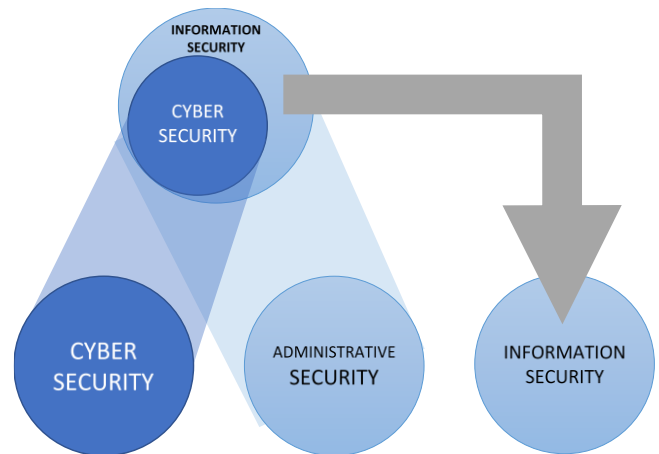 INFORMATION
SECURITY
CYBER
SECURITY
CYBER
SECURITY
ADMINISTRATIVE
SECURITY
INFORMATION
SECURITY